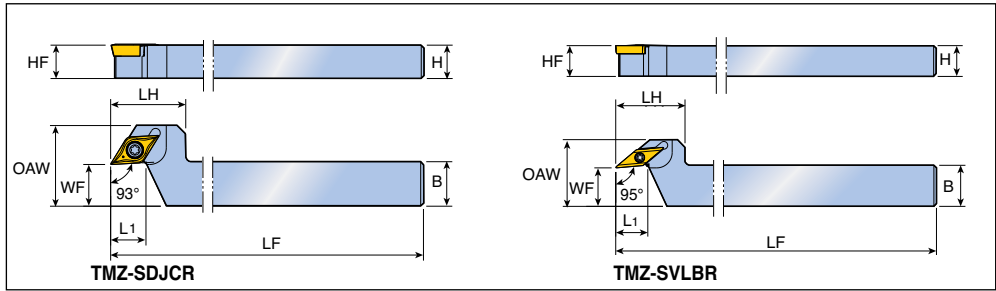 HF
H
LH
OAW
WF
93°
B
L1
LF
TMZ-SDJCR
HF
H
LH
OAW
WF
95°
B
L1
LF
TMZ-SVLBR